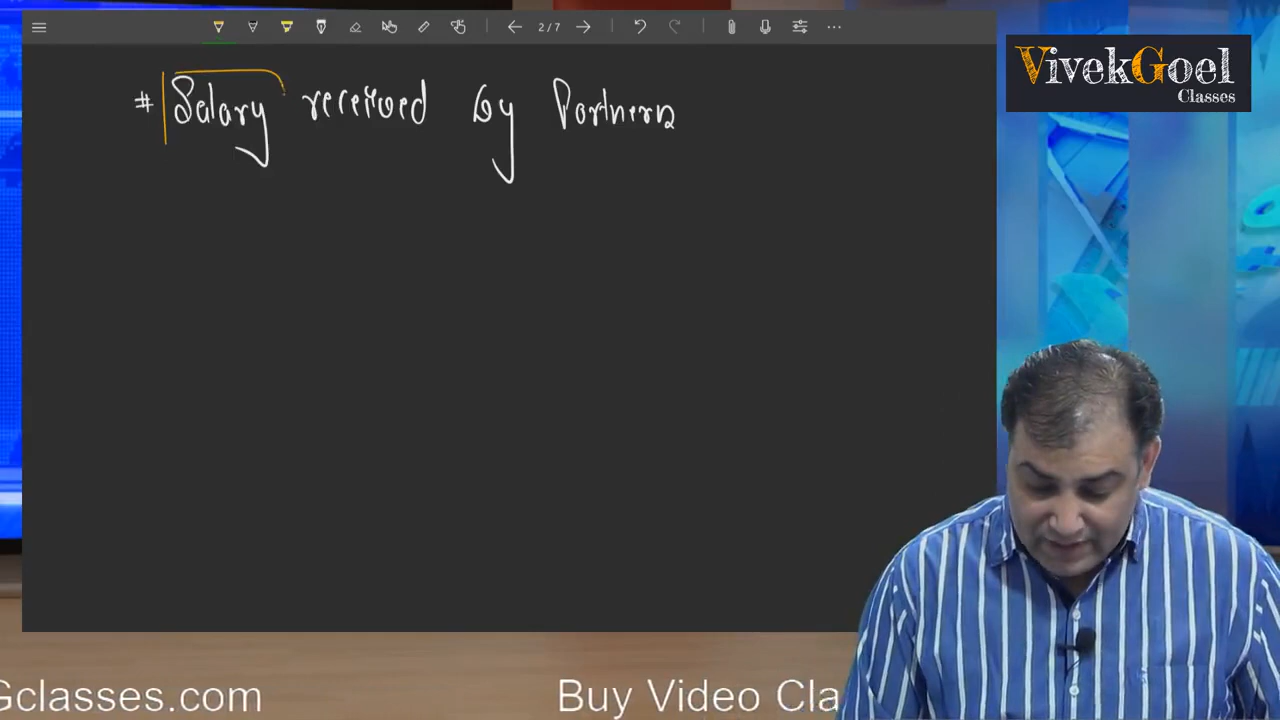 2/7
VivekGoel
Classes
# Salary received by Partners
Gclasses.com
Buy Video Cla